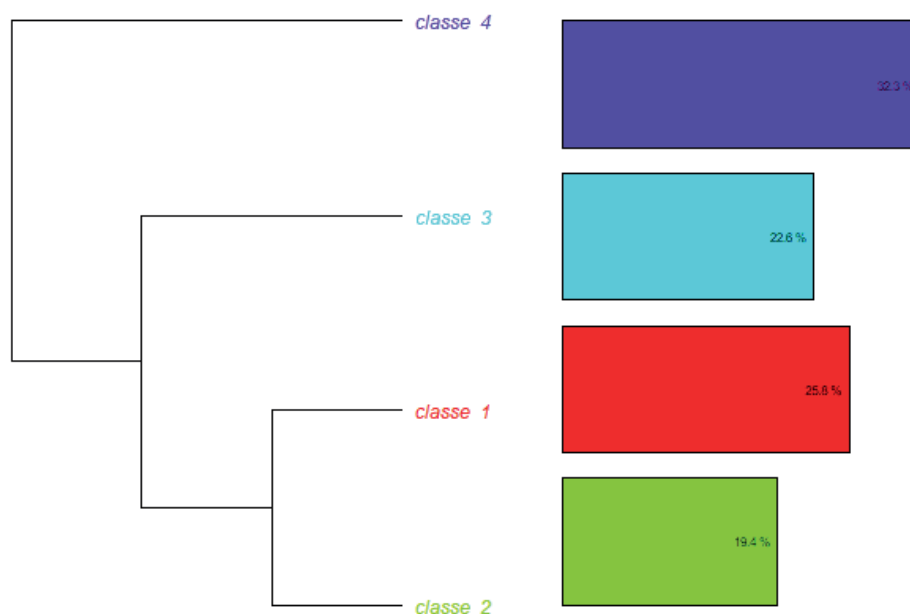 classe 4
32.3 %
classe 3
22.6 %
classe 1
25.8 %
classe 2
19.4 %